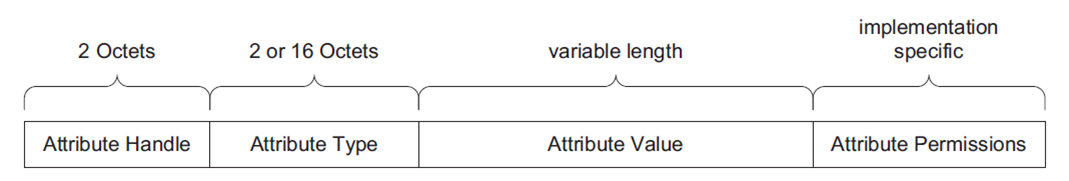 2 Octets
2 or 16 Octets
variable length
implementation
specific
Attribute Handle
Attribute Type
Attribute Value
Attribute Permissions